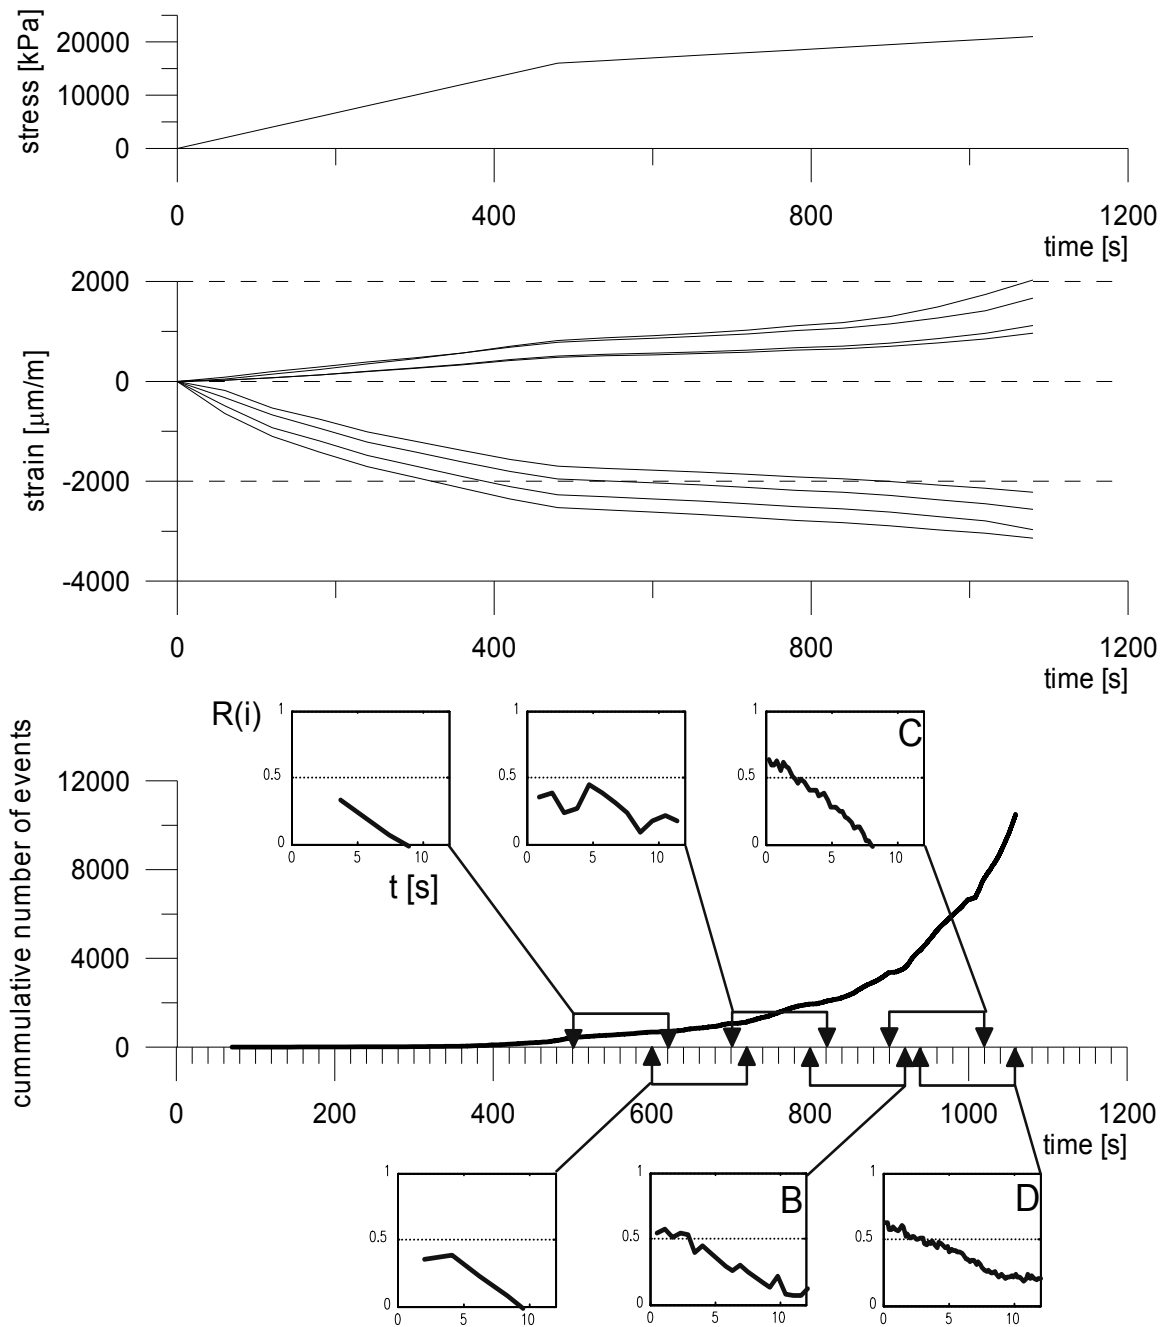 stress [kPa]
20000
10000
0
0 400 800 1200
time [s]
strain [μm/m]
2000
0
-2000
-4000
0 400 800 1200
time [s]
cummulative number of events
R(i)
1
0.5
0
0 5 10
t [s]
1
0.5
0
0 5 10
C
1
0.5
0
0 5 10
12000
8000
4000
0
0 200 400 600 800 1000 1200
time [s]
1
0.5
0
0 5 10
B
1
0.5
0
0 5 10
D
1
0.5
0
0 5 10